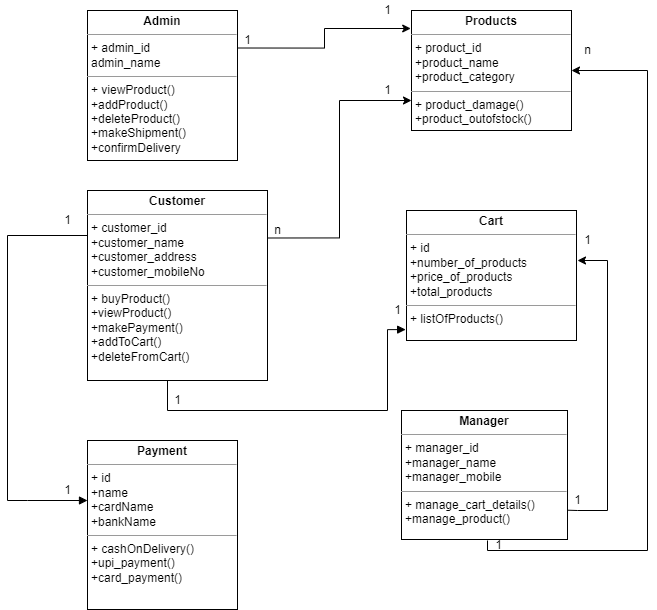 Admin
+ admin_id
admin_name
+ viewProduct()
+addProduct()
+deleteProduct()
+makeShipment()
+confirmDelivery
1
1
Products
+ product_id
+product_name
+product_category
+ product_damage()
+product_outofstock()
n
1
Customer
+ customer_id
+customer_name
+customer_address
+customer_mobileNo
+ buyProduct()
+viewProduct()
+makePayment()
+addToCart()
+deleteFromCart()
1
n
1
1
Cart
+ id
+number_of_products
+price_of_products
+total_products
+ listOfProducts()
1
Payment
+ id
+name
+cardName
+bankName
+ cashOnDelivery()
+upi_payment()
+card_payment()
1
Manager
+ manager_id
+manager_name
+manager_mobile
+ manage_cart_details()
+manage_product()
1
1